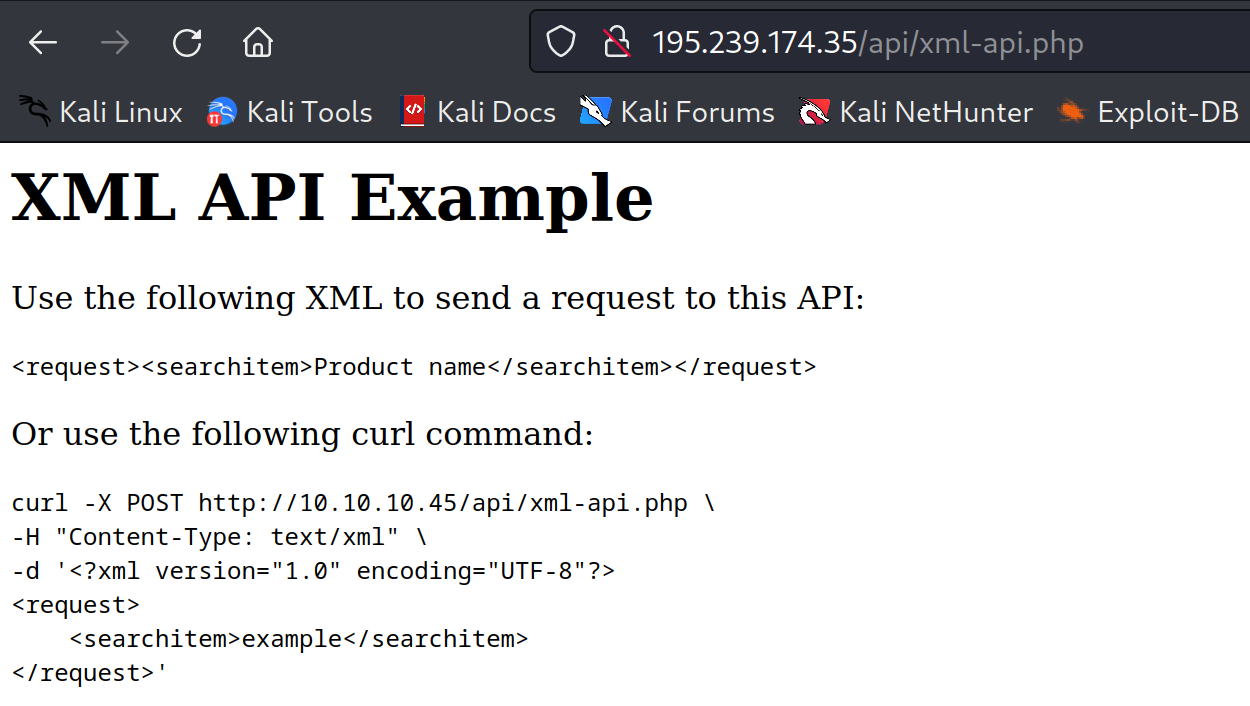 195.239.174.35/api/xml-api.php
Kali Linux Kali Tools Kali Docs Kali Forums Kali NetHunter Exploit-DB
XML API Example
Use the following XML to send a request to this API:
<request><searchitem>Product name</searchitem></request>
Or use the following curl command:
curl -X POST http://10.10.10.45/api/xml-api.php \
-H "Content-Type: text/xml" \
-d '<?xml version="1.0" encoding="UTF-8"?>
<request>
    <searchitem>example</searchitem>
</request>'